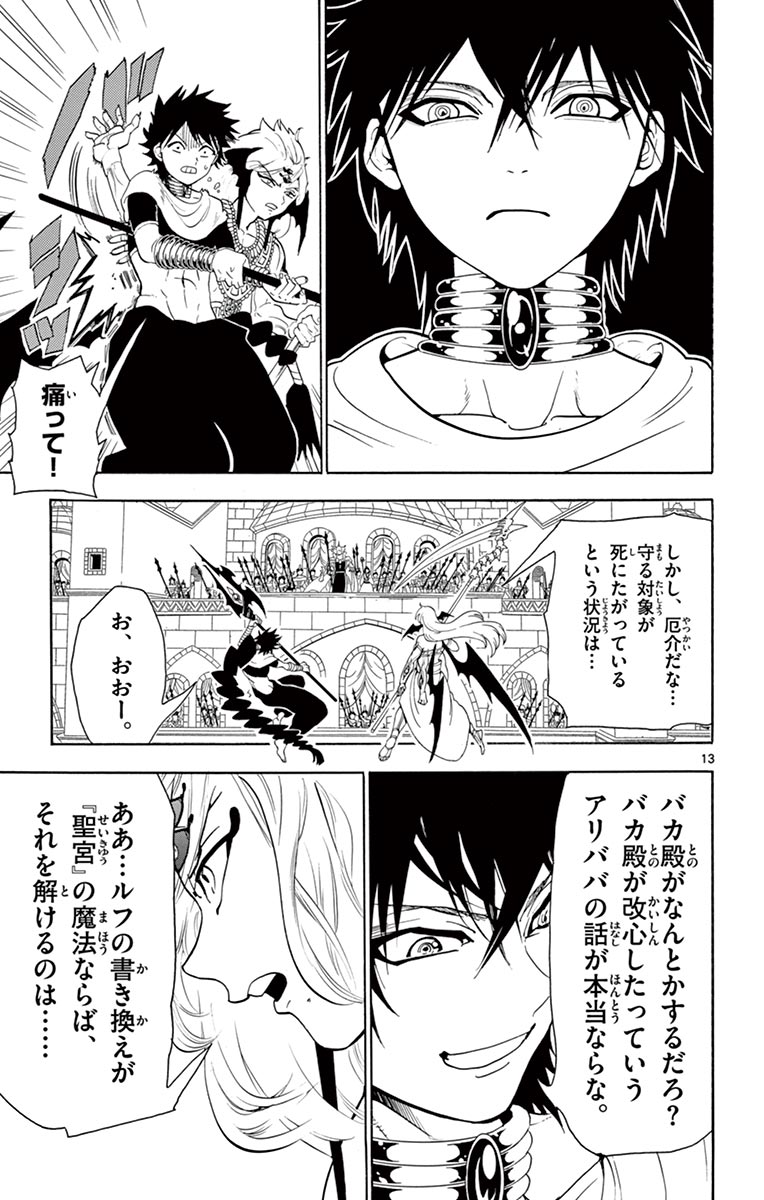 バッ
ババッ
痛って!
しかし、厄介だな…
守る対象が
死にたがっている
という状況は…
お、おおー。
13
バカ殿がなんとかするだろ?
バカ殿が改心したっていう
アリババの話が本当ならな。
ああ…ルフの書き換えが
『聖宮』の魔法ならば、
それを解けるのは……